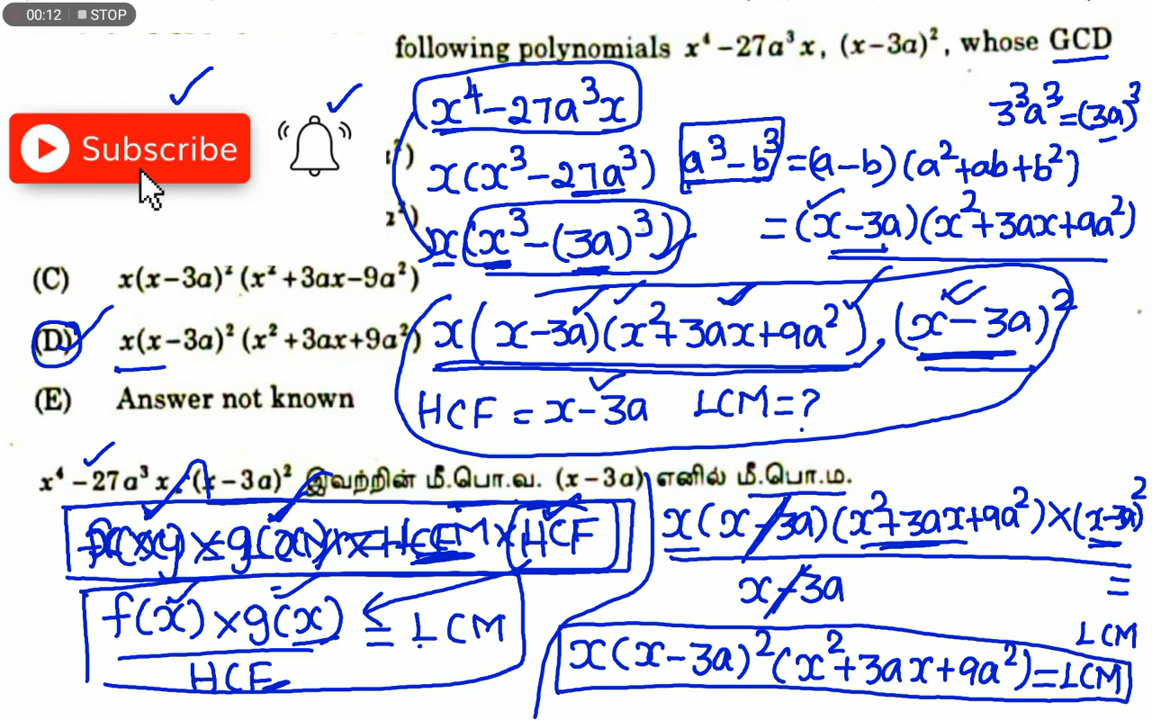 00:12 STOP
following polynomials x⁴ − 27a³x, (x−3a)², whose GCD
x⁴−27a³x
3³a³=(3a)³
Subscribe
x(x³−27a³)
a³−b³=(a−b)(a²+ab+b²)
x(x³−(3a)³)
=(x−3a)(x²+3ax+9a²)
(C) x(x−3a)² (x² +3ax−9a²)
(D) x(x−3a)² (x² +3ax+9a²)
x(x−3a)(x²+3ax+9a²), (x−3a)²
(E) Answer not known
HCF = x−3a LCM=?
x⁴ −27a³x, (x−3a)² இவற்றின் மீ.பொ.வ. (x−3a) எனில் மீ.பொ.ம.
x(x−3a)(x²+3ax+9a²)×(x−3a)²
x−3a
=
LCM
×HCF
f(x)×g(x) = LCM
HCF
x(x−3a)²(x²+3ax+9a²)=LCM